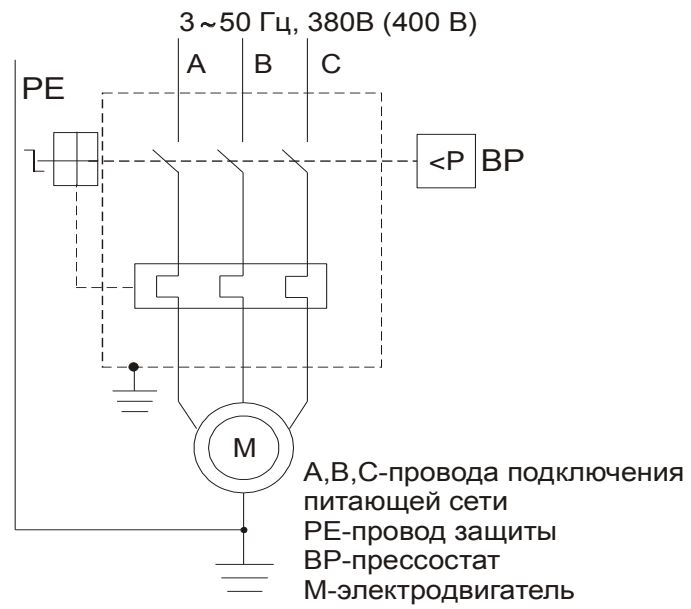 3~50 Гц, 380В (400 В)
A B C
PE
<P BP
M
A,B,C-провода подключения
питающей сети
PE-провод защиты
BP-прессостат
М-электродвигатель